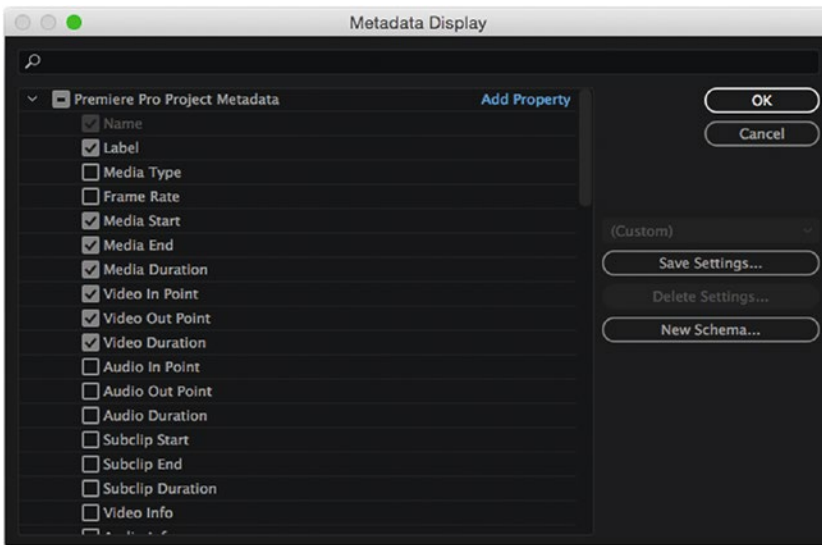 Metadata Display
Premiere Pro Project Metadata Add Property
Name
Label
Media Type
Frame Rate
Media Start
Media End
Media Duration
Video In Point
Video Out Point
Video Duration
Audio In Point
Audio Out Point
Audio Duration
Subclip Start
Subclip End
Subclip Duration
Video Info
OK
Cancel
(Custom)
Save Settings...
Delete Settings...
New Schema...